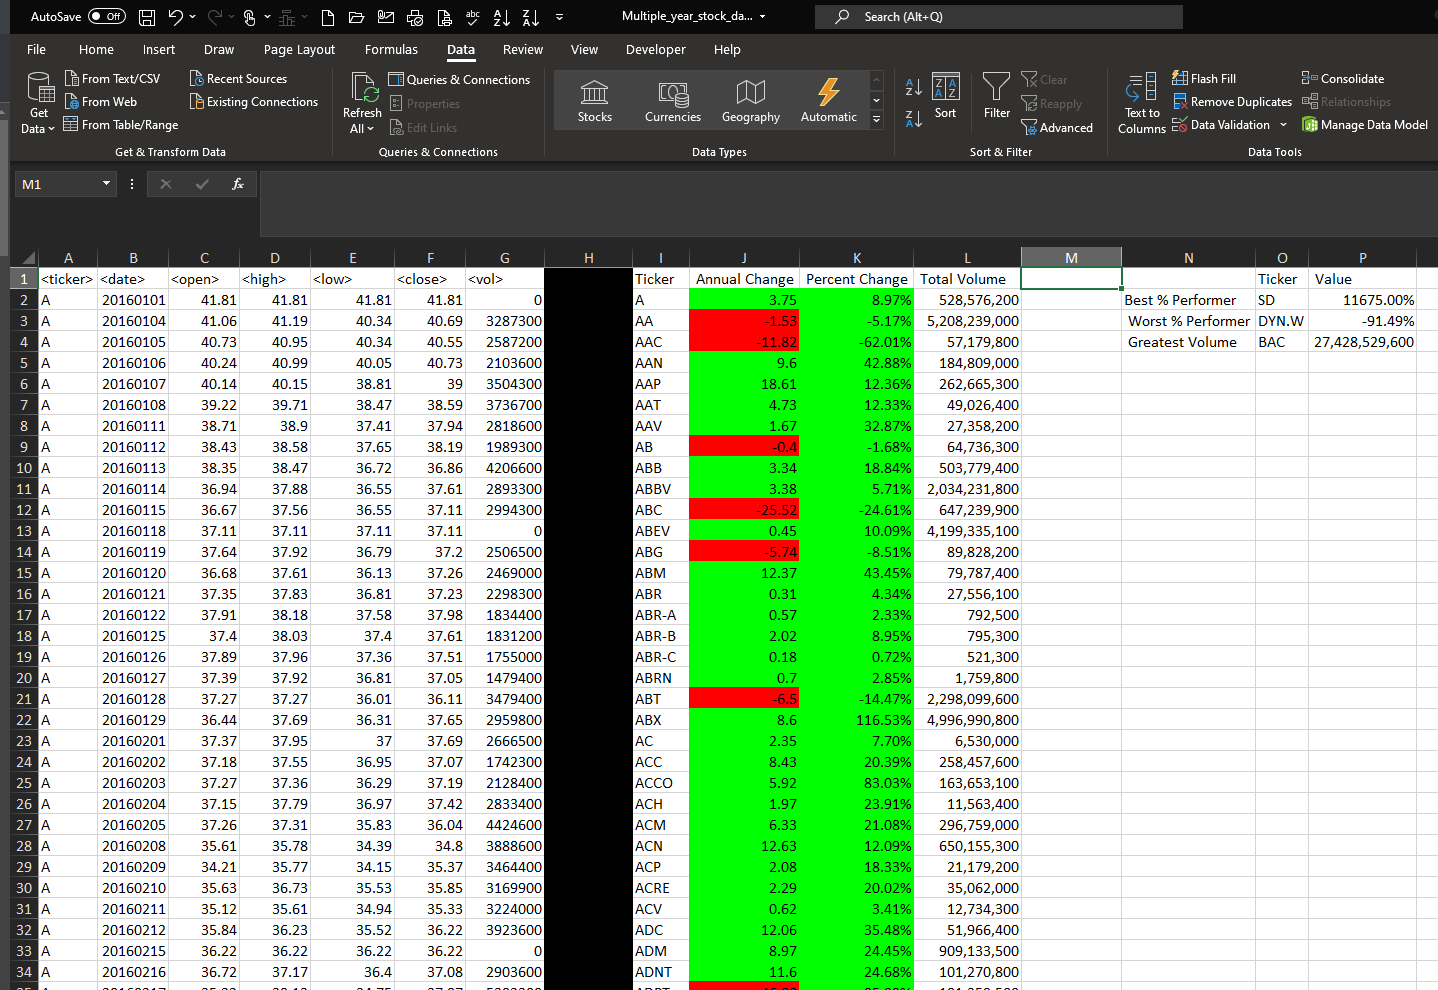 AutoSave Off Multiple_year_stock_da... Search (Alt+Q)
File Home Insert Draw Page Layout Formulas Data Review View Developer Help
Get Data
From Text/CSV
From Web
From Table/Range
Recent Sources
Existing Connections
Get & Transform Data
Refresh All
Queries & Connections
Properties
Edit Links
Queries & Connections
Stocks Currencies Geography Automatic
Data Types
Sort
Filter
Clear
Reapply
Advanced
Sort & Filter
Text to Columns
Flash Fill
Remove Duplicates
Data Validation
Consolidate
Relationships
Manage Data Model
Data Tools
M1 fx
A B C D E F G H I J K L M N O P
1 <ticker> <date> <open> <high> <low> <close> <vol> Ticker Annual Change Percent Change Total Volume Ticker Value
2 A 20160101 41.81 41.81 41.81 41.81 0 A 3.75 8.97% 528,576,200 Best % Performer SD 11675.00%
3 A 20160104 41.06 41.19 40.34 40.69 3287300 AA -1.53 -5.17% 5,208,239,000 Worst % Performer DYN.W -91.49%
4 A 20160105 40.73 40.95 40.34 40.55 2587200 AAC -11.82 -62.01% 57,179,800 Greatest Volume BAC 27,428,529,600
5 A 20160106 40.24 40.99 40.05 40.73 2103600 AAN 9.6 42.88% 184,809,000
6 A 20160107 40.14 40.15 38.81 39 3504300 AAP 18.61 12.36% 262,665,300
7 A 20160108 39.22 39.71 38.47 38.59 3736700 AAT 4.73 12.33% 49,026,400
8 A 20160111 38.71 38.9 37.41 37.94 2818600 AAV 1.67 32.87% 27,358,200
9 A 20160112 38.43 38.58 37.65 38.19 1989300 AB -0.4 -1.68% 64,736,300
10 A 20160113 38.35 38.47 36.72 36.86 4206600 ABB 3.34 18.84% 503,779,400
11 A 20160114 36.94 37.88 36.55 37.61 2893300 ABBV 3.38 5.71% 2,034,231,800
12 A 20160115 36.67 37.56 36.55 37.11 2994300 ABC -25.52 -24.61% 647,239,900
13 A 20160118 37.11 37.11 37.11 37.11 0 ABEV 0.45 10.09% 4,199,335,100
14 A 20160119 37.64 37.92 36.79 37.2 2506500 ABG -5.74 -8.51% 89,828,200
15 A 20160120 36.68 37.61 36.13 37.26 2469000 ABM 12.37 43.45% 79,787,400
16 A 20160121 37.35 37.83 36.81 37.23 2298300 ABR 0.31 4.34% 27,556,100
17 A 20160122 37.91 38.18 37.58 37.98 1834400 ABR-A 0.57 2.33% 792,500
18 A 20160125 37.4 38.03 37.4 37.61 1831200 ABR-B 2.02 8.95% 795,300
19 A 20160126 37.89 37.96 37.36 37.51 1755000 ABR-C 0.18 0.72% 521,300
20 A 20160127 37.39 37.92 36.81 37.05 1479400 ABRN 0.7 2.85% 1,759,800
21 A 20160128 37.27 37.27 36.01 36.11 3479400 ABT -6.5 -14.47% 2,298,099,600
22 A 20160129 36.44 37.69 36.31 37.65 2959800 ABX 8.6 116.53% 4,996,990,800
23 A 20160201 37.37 37.95 37 37.69 2666500 AC 2.35 7.70% 6,530,000
24 A 20160202 37.18 37.55 36.95 37.07 1742300 ACC 8.43 20.39% 258,457,600
25 A 20160203 37.27 37.36 36.29 37.19 2128400 ACCO 5.92 83.03% 163,653,100
26 A 20160204 37.15 37.79 36.97 37.42 2833400 ACH 1.97 23.91% 11,563,400
27 A 20160205 37.26 37.31 35.83 36.04 4424600 ACM 6.33 21.08% 296,759,000
28 A 20160208 35.61 35.78 34.39 34.8 3888600 ACN 12.63 12.09% 650,155,300
29 A 20160209 34.21 35.77 34.15 35.37 3464400 ACP 2.08 18.33% 21,179,200
30 A 20160210 35.63 36.73 35.53 35.85 3169900 ACRE 2.29 20.02% 35,062,000
31 A 20160211 35.12 35.61 34.94 35.33 3224000 ACV 0.62 3.41% 12,734,300
32 A 20160212 35.84 36.23 35.52 36.22 3923600 ADC 12.06 35.48% 51,966,400
33 A 20160215 36.22 36.22 36.22 36.22 0 ADM 8.97 24.45% 909,133,500
34 A 20160216 36.72 37.17 36.4 37.08 2903600 ADNT 11.6 24.68% 101,270,800